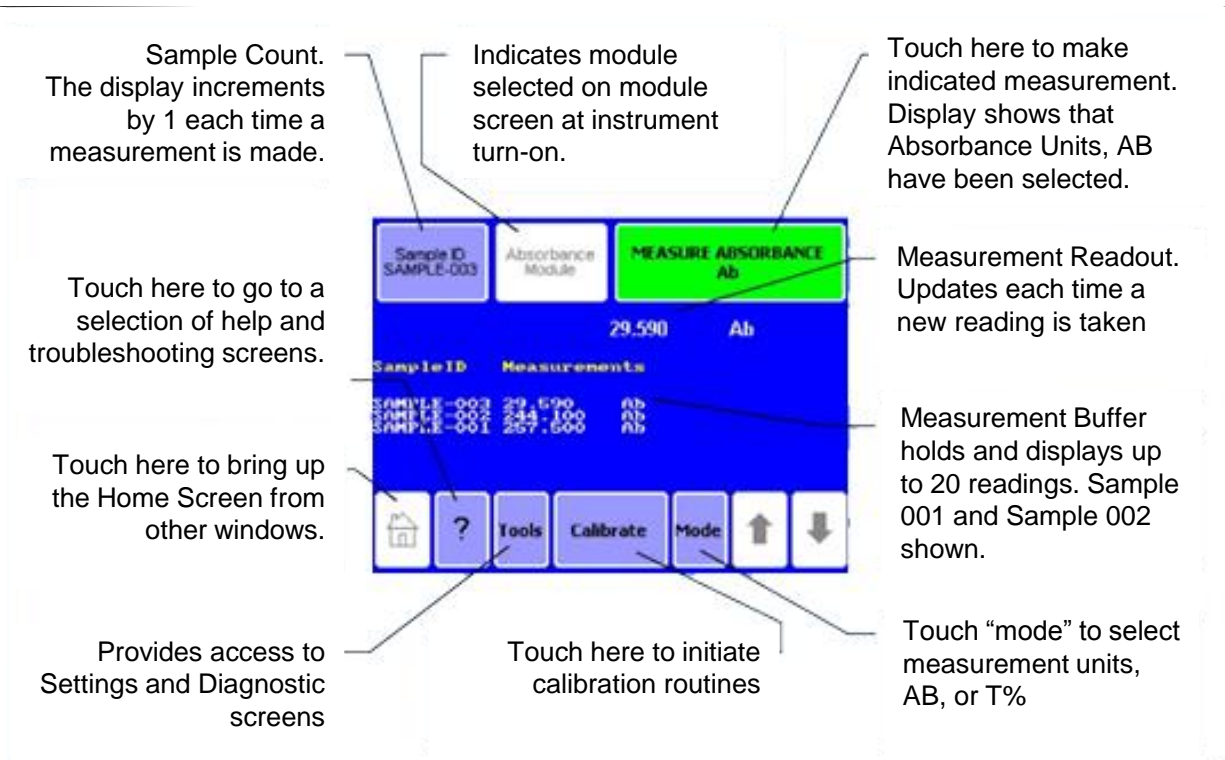 Sample Count.
The display increments
by 1 each time a
measurement is made.
Indicates module
selected on module
screen at instrument
turn-on.
Touch here to make
indicated measurement.
Display shows that
Absorbance Units, AB
have been selected.
Sample ID
SAMPLE-003
Absorbance
Module
MEASURE ABSORBANCE
Ab
Measurement Readout.
Updates each time a
new reading is taken
Touch here to go to a
selection of help and
troubleshooting screens.
29.590 Ab
SampleID Measurements
SAMPLE-003 29.590 Ab
SAMPLE-002 244.100 Ab
SAMPLE-001 257.500 Ab
Measurement Buffer
holds and displays up
to 20 readings. Sample
001 and Sample 002
shown.
Touch here to bring up
the Home Screen from
other windows.
? Tools Calibrate Mode
Provides access to
Settings and Diagnostic
screens
Touch here to initiate
calibration routines
Touch “mode” to select
measurement units,
AB, or T%